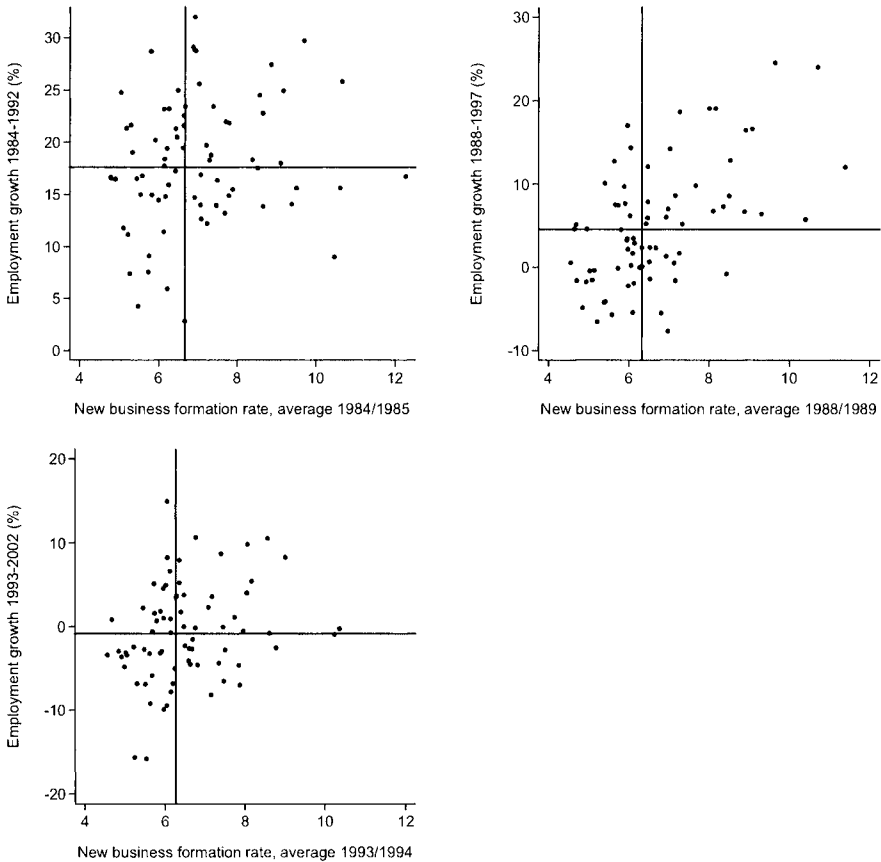 Employment growth 1984-1992 (%)
30
25
20
15
10
5
0
4 6 8 10 12
New business formation rate, average 1984/1985
Employment growth 1988-1997 (%)
30
20
10
0
-10
4 6 8 10 12
New business formation rate, average 1988/1989
Employment growth 1993-2002 (%)
20
10
0
-10
-20
4 6 8 10 12
New business formation rate, average 1993/1994